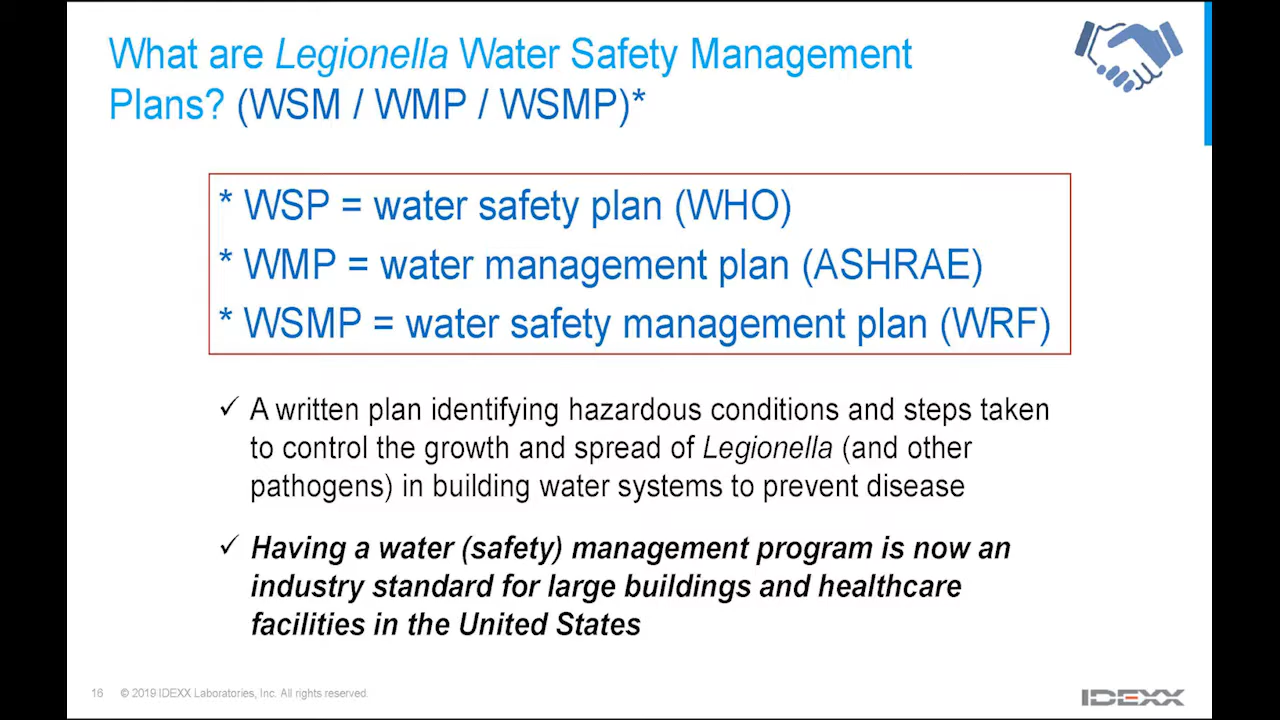 What are Legionella Water Safety Management
Plans? (WSM / WMP / WSMP)*
* WSP = water safety plan (WHO)
* WMP = water management plan (ASHRAE)
* WSMP = water safety management plan (WRF)
✓ A written plan identifying hazardous conditions and steps taken
to control the growth and spread of Legionella (and other
pathogens) in building water systems to prevent disease
✓ Having a water (safety) management program is now an
industry standard for large buildings and healthcare
facilities in the United States
16 © 2019 IDEXX Laboratories, Inc. All rights reserved.
IDEXX